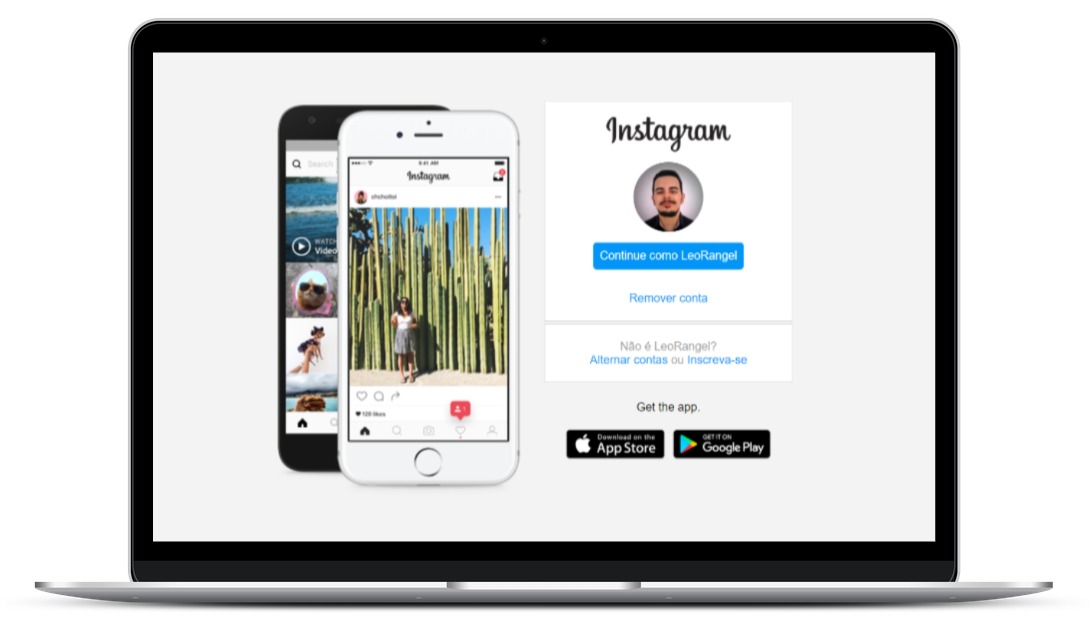 Search
WATCH
Video
9:41 AM
Instagram
120 likes
1
Instagram
Continue como LeoRangel
Remover conta
Não é LeoRangel?
Alternar contas ou Inscreva-se
Get the app.
Download on the
App Store
GET IT ON
Google Play